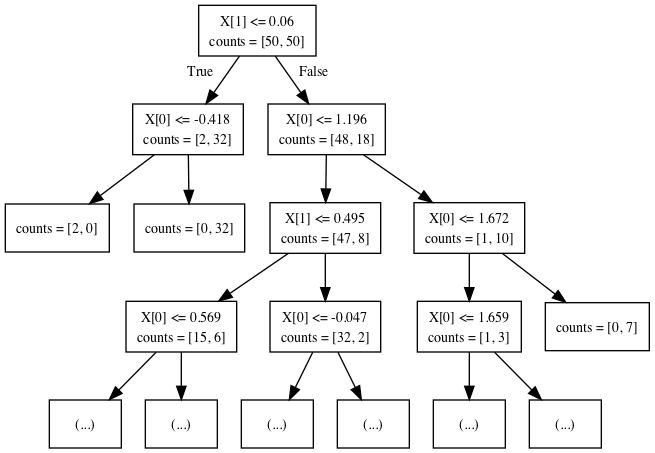 X[1] <= 0.06
counts = [50, 50]
True
False
X[0] <= -0.418
counts = [2, 32]
X[0] <= 1.196
counts = [48, 18]
counts = [2, 0]
counts = [0, 32]
X[1] <= 0.495
counts = [47, 8]
X[0] <= 1.672
counts = [1, 10]
X[0] <= 0.569
counts = [15, 6]
X[0] <= -0.047
counts = [32, 2]
X[0] <= 1.659
counts = [1, 3]
counts = [0, 7]
(...)
(...)
(...)
(...)
(...)
(...)